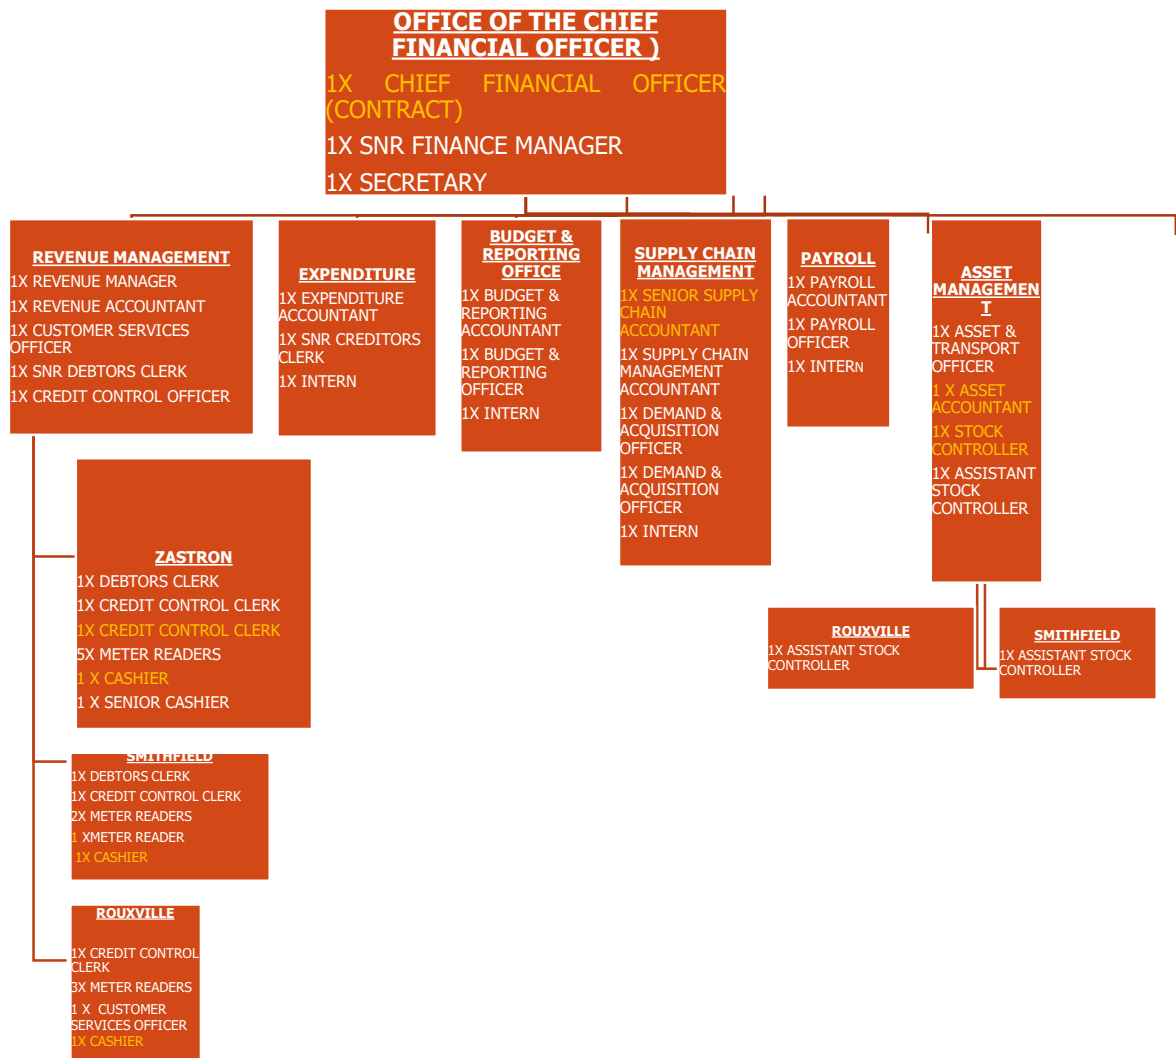 OFFICE OF THE CHIEF
FINANCIAL OFFICER )
1X CHIEF FINANCIAL OFFICER
(CONTRACT)
1X SNR FINANCE MANAGER
1X SECRETARY
REVENUE MANAGEMENT
1X REVENUE MANAGER
1X REVENUE ACCOUNTANT
1X CUSTOMER SERVICES
OFFICER
1X SNR DEBTORS CLERK
1X CREDIT CONTROL OFFICER
EXPENDITURE
1X EXPENDITURE
ACCOUNTANT
1X SNR CREDITORS
CLERK
1X INTERN
BUDGET &
REPORTING
OFFICE
1X BUDGET &
REPORTING
ACCOUNTANT
1X BUDGET &
REPORTING
OFFICER
1X INTERN
SUPPLY CHAIN
MANAGEMENT
1X SENIOR SUPPLY
CHAIN
ACCOUNTANT
1X SUPPLY CHAIN
MANAGEMENT
ACCOUNTANT
1X DEMAND &
ACQUISITION
OFFICER
1X DEMAND &
ACQUISITION
OFFICER
1X INTERN
PAYROLL
1X PAYROLL
ACCOUNTANT
1X PAYROLL
OFFICER
1X INTERN
ASSET
MANAGEMEN
T
1X ASSET &
TRANSPORT
OFFICER
1 X ASSET
ACCOUNTANT
1X STOCK
CONTROLLER
1X ASSISTANT
STOCK
CONTROLLER
ZASTRON
1X DEBTORS CLERK
1X CREDIT CONTROL CLERK
1X CREDIT CONTROL CLERK
5X METER READERS
1 X CASHIER
1 X SENIOR CASHIER
ROUXVILLE
1X ASSISTANT STOCK
CONTROLLER
SMITHFIELD
1X ASSISTANT STOCK
CONTROLLER
SMITHFIELD
1X DEBTORS CLERK
1X CREDIT CONTROL CLERK
2X METER READERS
1 XMETER READER
1X CASHIER
ROUXVILLE
1X CREDIT CONTROL
CLERK
3X METER READERS
1 X CUSTOMER
SERVICES OFFICER
1X CASHIER